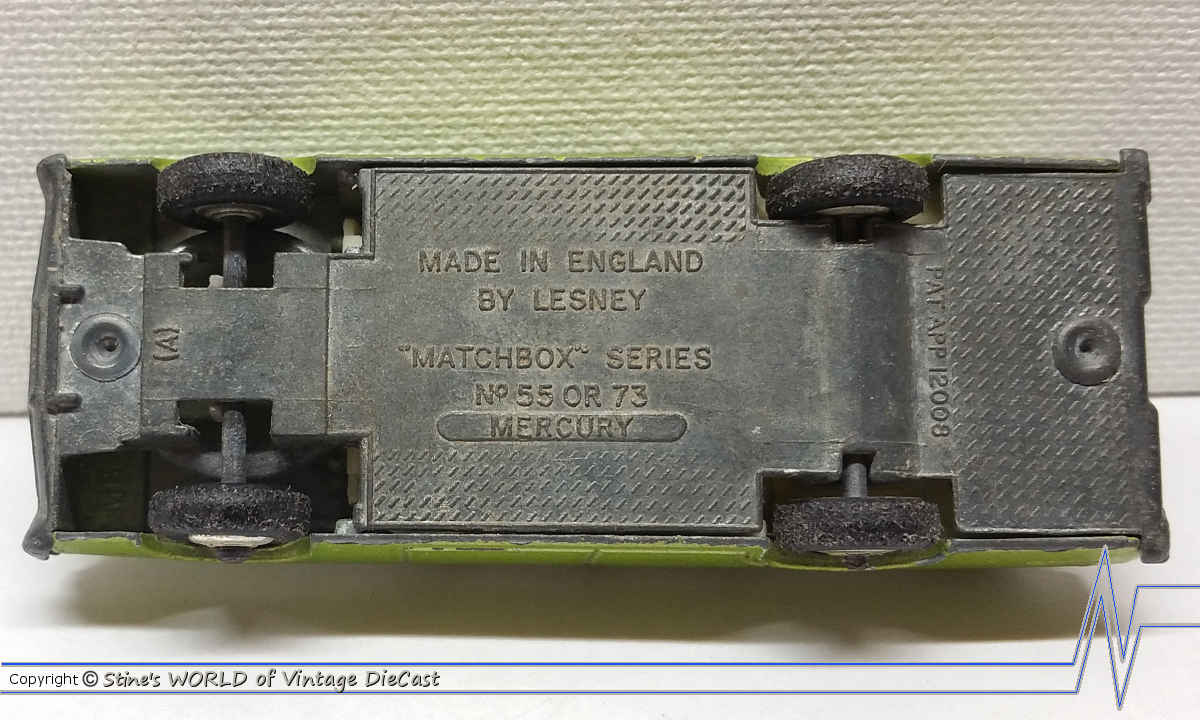 MADE IN ENGLAND
BY LESNEY
"MATCHBOX" SERIES
Nº 55 OR 73
MERCURY
(A)
PAT APP 12008
Copyright © Stine's WORLD of Vintage DieCast